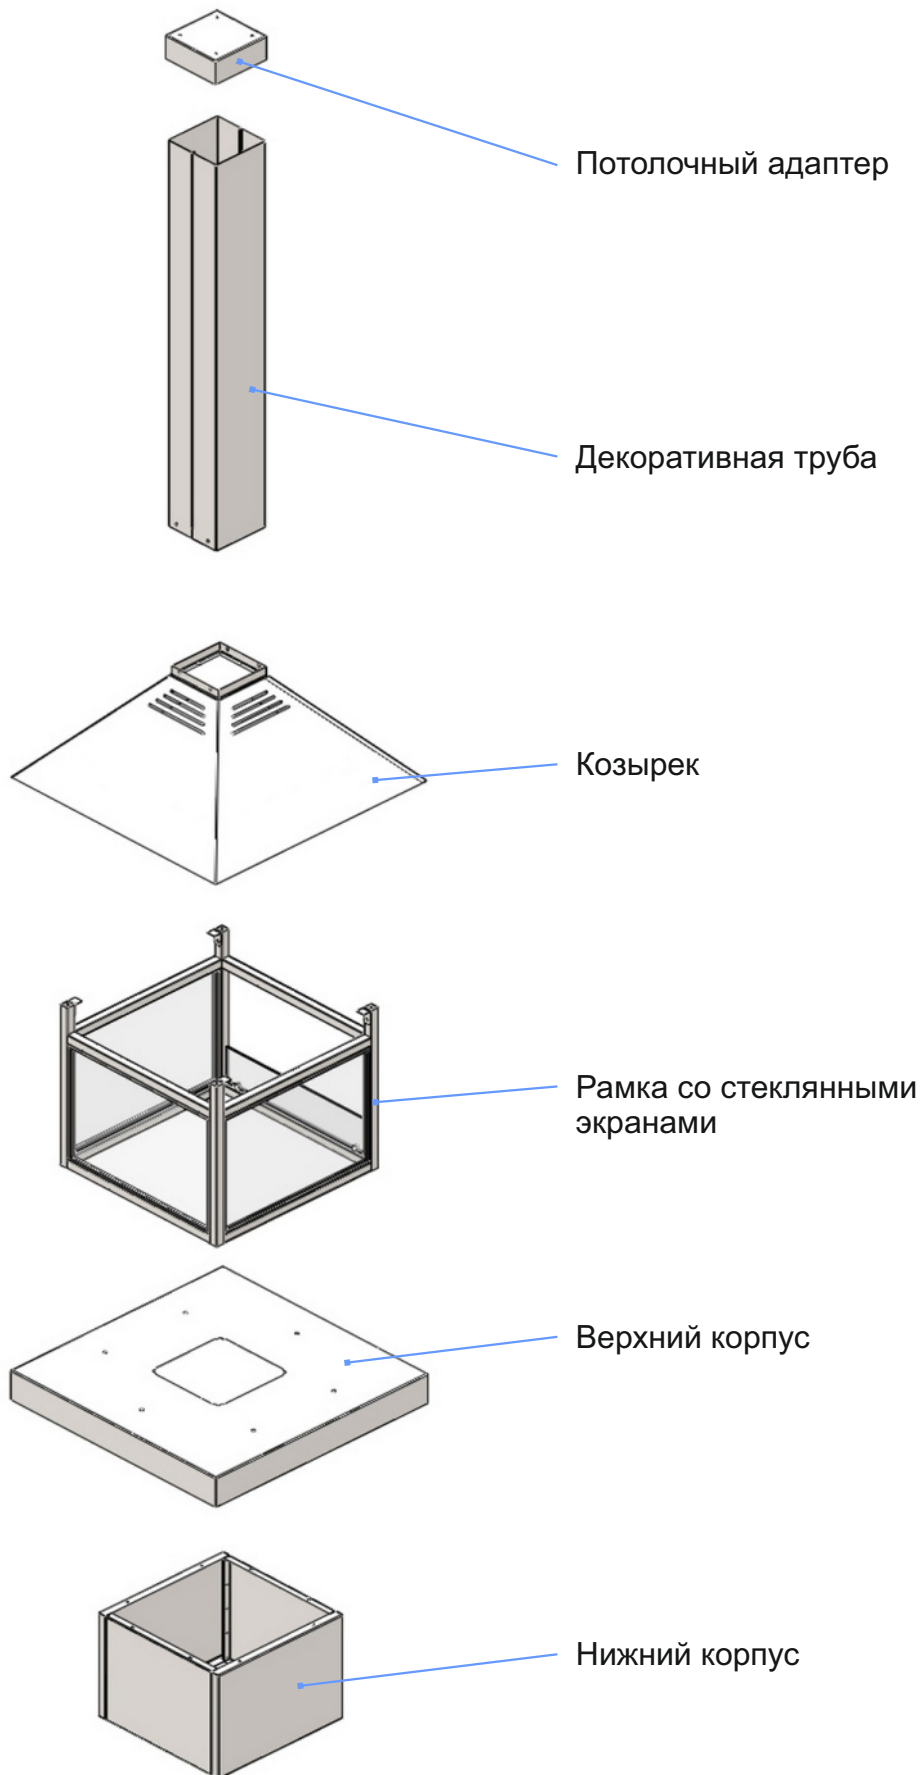 Потолочный адаптер
Декоративная труба
Козырек
Рамка со стеклянными
экранами
Верхний корпус
Нижний корпус